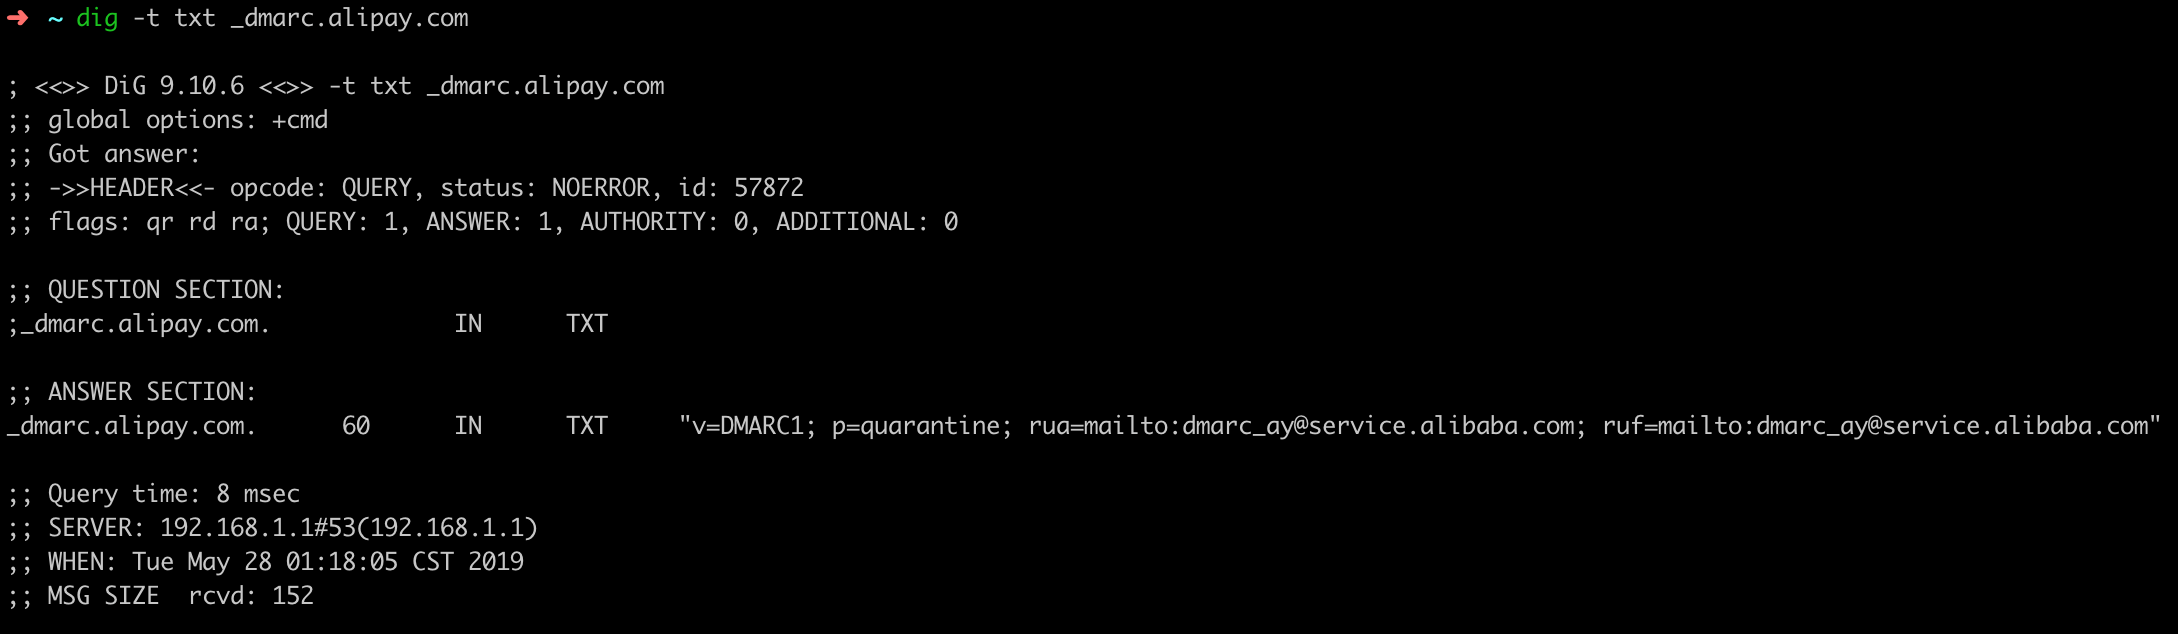 ➜ ~ dig -t txt _dmarc.alipay.com
; <<>> DiG 9.10.6 <<>> -t txt _dmarc.alipay.com
;; global options: +cmd
;; Got answer:
;; ->>HEADER<<- opcode: QUERY, status: NOERROR, id: 57872
;; flags: qr rd ra; QUERY: 1, ANSWER: 1, AUTHORITY: 0, ADDITIONAL: 0
;; QUESTION SECTION:
;_dmarc.alipay.com. IN TXT
;; ANSWER SECTION:
_dmarc.alipay.com. 60 IN TXT "v=DMARC1; p=quarantine; rua=mailto:dmarc_ay@service.alibaba.com; ruf=mailto:dmarc_ay@service.alibaba.com"
;; Query time: 8 msec
;; SERVER: 192.168.1.1#53(192.168.1.1)
;; WHEN: Tue May 28 01:18:05 CST 2019
;; MSG SIZE  rcvd: 152